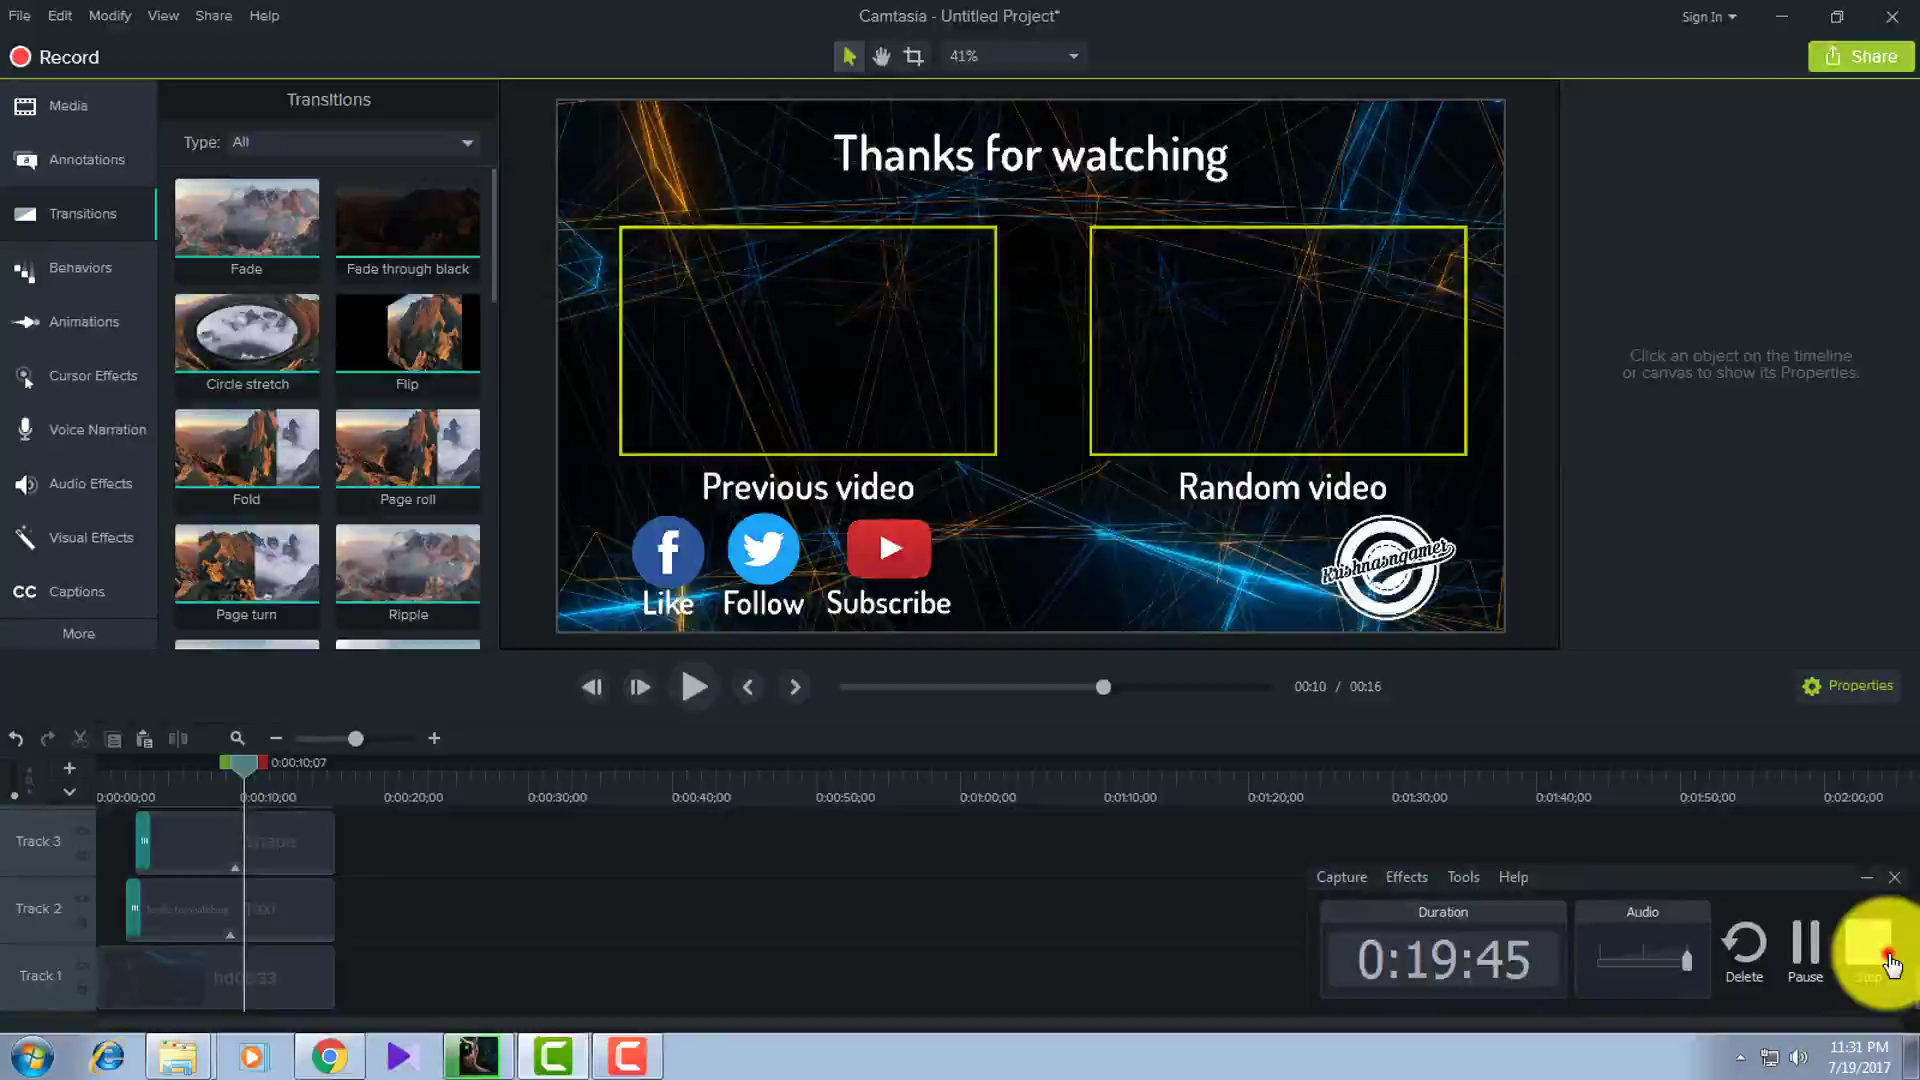 File Edit Modify View Share Help
Camtasia - Untitled Project*
Sign In
Record
41%
Share
Media
Annotations
Transitions
Behaviors
Animations
Cursor Effects
Voice Narration
Audio Effects
Visual Effects
CC Captions
More
Transitions
Type: All
Fade
Fade through black
Circle stretch
Flip
Fold
Page roll
Page turn
Ripple
Thanks for watching
Previous video
Random video
Like Follow Subscribe
Krishnasngamer
Click an object on the timeline
or canvas to show its Properties.
00:10 / 00:16
Properties
0:00:10;07
0:00:00;00 0:00:10;00 0:00:20;00 0:00:30;00 0:00:40;00 0:00:50;00 0:01:00;00 0:01:10;00 0:01:20;00 0:01:30;00 0:01:40;00 0:01:50;00 0:02:00;00
Track 3
Shape
Track 2
Track 1
Capture Effects Tools Help
Duration
0:19:45
Audio
Delete
Pause
Stop
11:31 PM
7/19/2017